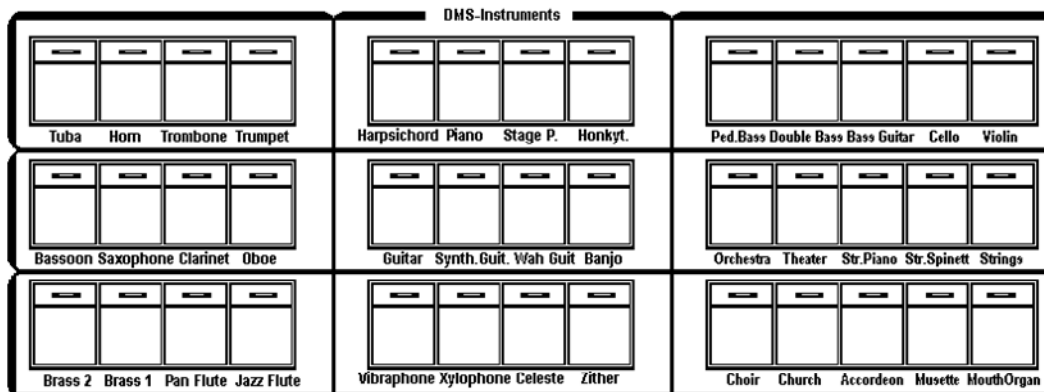 DMS-Instruments
Tuba Horn Trombone Trumpet Harpsichord Piano Stage P. Honkyt. Ped.Bass Double Bass Bass Guitar Cello Violin
Bassoon Saxophone Clarinet Oboe Guitar Synth.Guit. Wah Guit Banjo Orchestra Theater Str.Piano Str.Spinett Strings
Brass 2 Brass 1 Pan Flute Jazz Flute Vibraphone Xylophone Celeste Zither Choir Church Accordeon Musette MouthOrgan